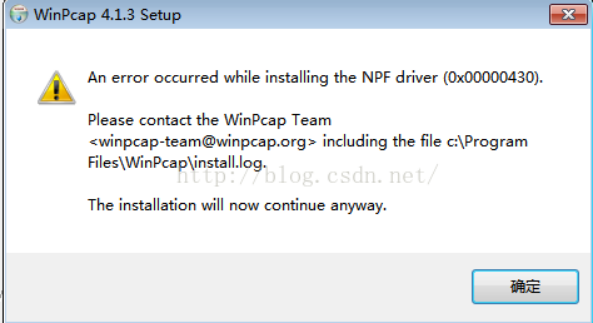 WinPcap 4.1.3 Setup
An error occurred while installing the NPF driver (0x00000430).
Please contact the WinPcap Team
<winpcap-team@winpcap.org> including the file c:\Program
Files\WinPcap\install.log.
http://blog.csdn.net/
The installation will now continue anyway.
确定